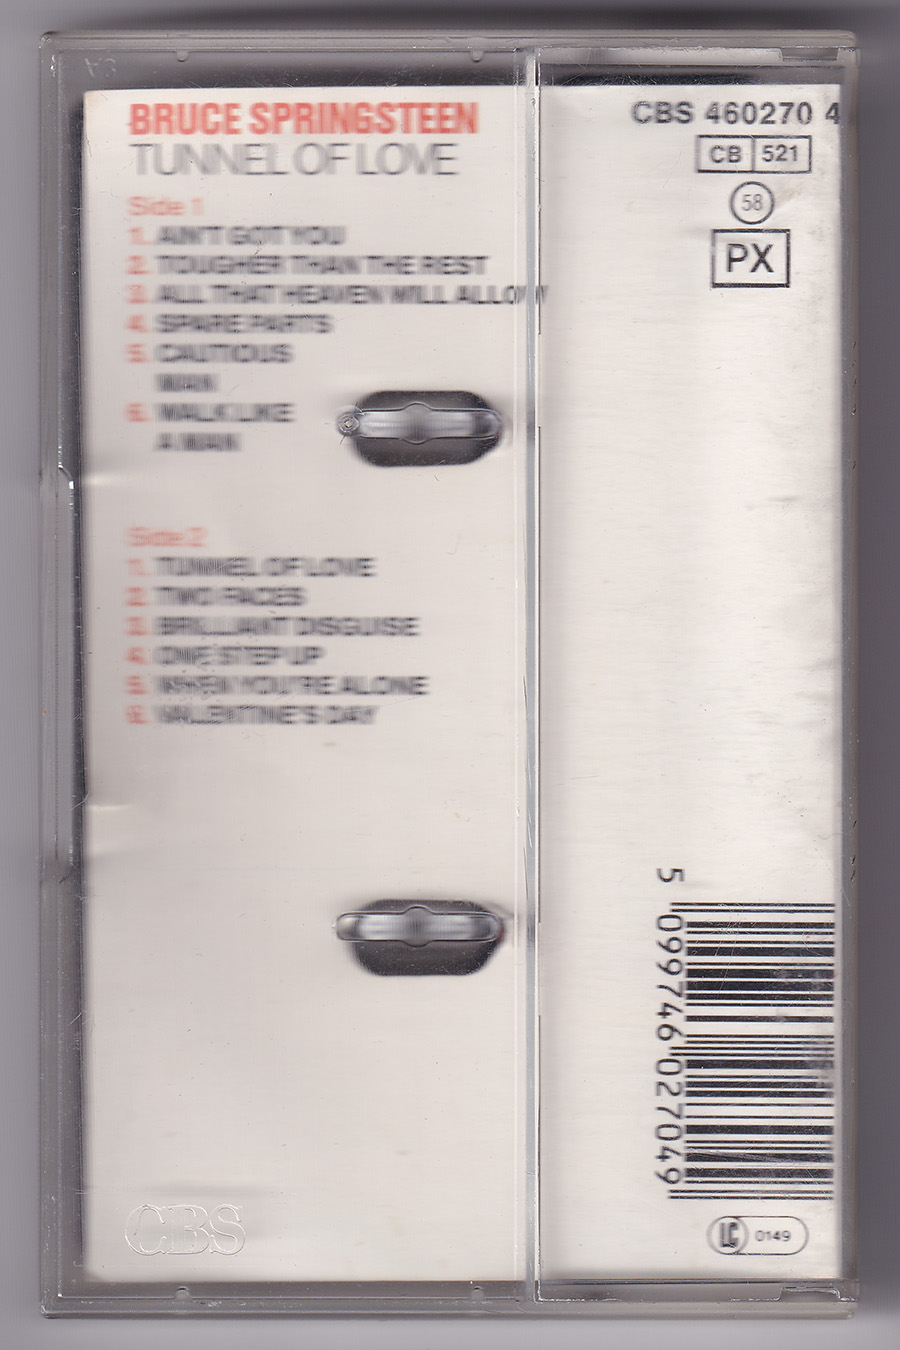 BRUCE SPRINGSTEEN
TUNNEL OF LOVE
Side 1
1. AIN'T GOT YOU
2. TOUGHER THAN THE REST
3. ALL THAT HEAVEN WILL ALLOW
4. SPARE PARTS
5. CAUTIOUS
MAN
6. WALK LIKE
A MAN
Side 2
1. TUNNEL OF LOVE
2. TWO FACES
3. BRILLIANT DISGUISE
4. ONE STEP UP
5. WHEN YOU'RE ALONE
6. VALENTINE'S DAY
CBS
CBS 460270 4
CB 521
58
PX
5 099746 027049
LC 0149